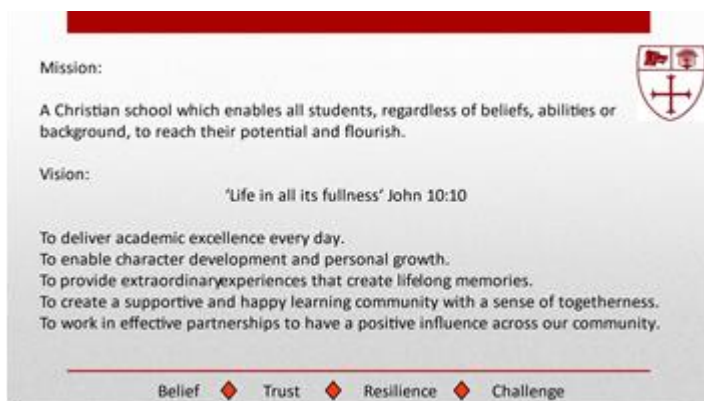 Mission:
A Christian school which enables all students, regardless of beliefs, abilities or
background, to reach their potential and flourish.
Vision:
'Life in all its fullness' John 10:10
To deliver academic excellence every day.
To enable character development and personal growth.
To provide extraordinaryexperiences that create lifelong memories.
To create a supportive and happy learning community with a sense of togetherness.
To work in effective partnerships to have a positive influence across our community.
Belief Trust Resilience Challenge